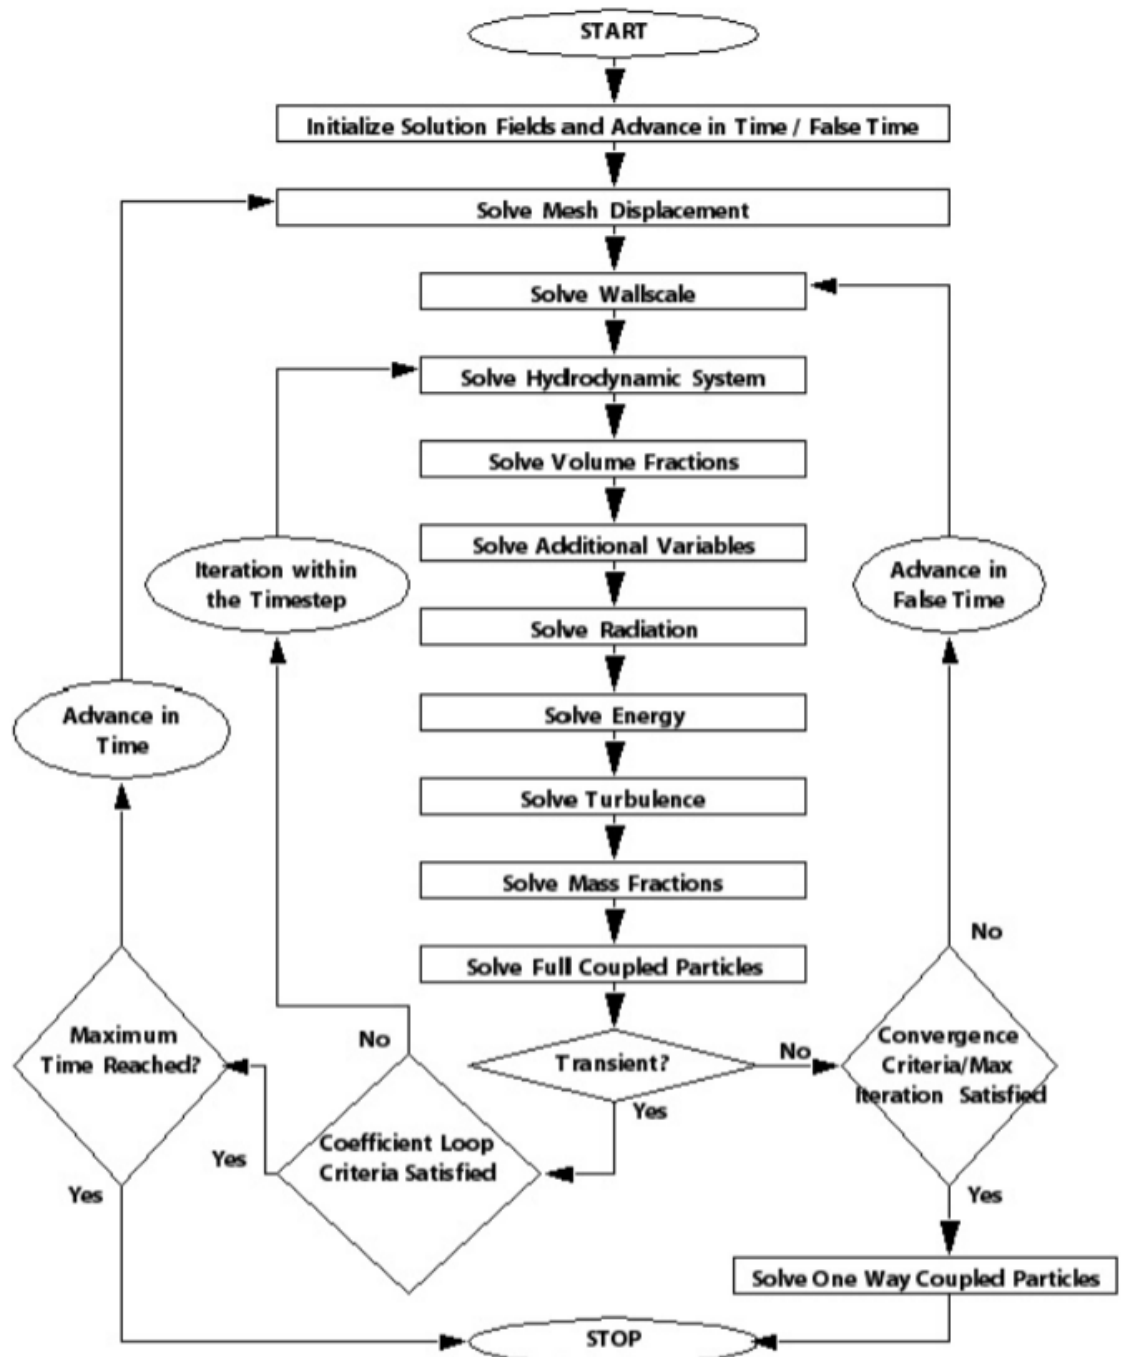 START
Initialize Solution Fields and Advance in Time / False Time
Solve Mesh Displacement
Solve Wallscale
Solve Hydrodynamic System
Solve Volume Fractions
Solve Additional Variables
Iteration within
the Timestep
Advance in
False Time
Solve Radiation
Solve Energy
Advance in
Time
Solve Turbulence
Solve Mass Fractions
No
Solve Full Coupled Particles
Maximum
Time Reached?
No
Transient?
No
Convergence
Criteria/Max
Iteration Satisfied
Yes
Coefficient Loop
Criteria Satisfied
Yes
Yes
Yes
Solve One Way Coupled Particles
STOP